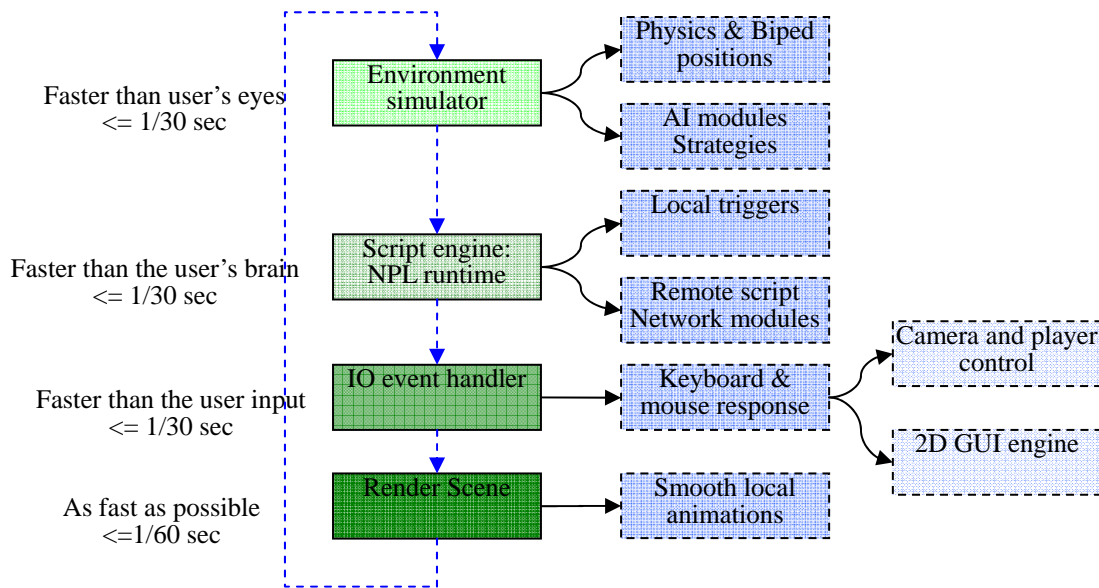 Physics & Biped
positions
Environment
simulator
Faster than user's eyes
<= 1/30 sec
AI modules
Strategies
Local triggers
Script engine:
NPL runtime
Faster than the user's brain
<= 1/30 sec
Remote script
Network modules
Camera and player
control
IO event handler
Keyboard &
mouse response
Faster than the user input
<= 1/30 sec
2D GUI engine
Render Scene
Smooth local
animations
As fast as possible
<=1/60 sec